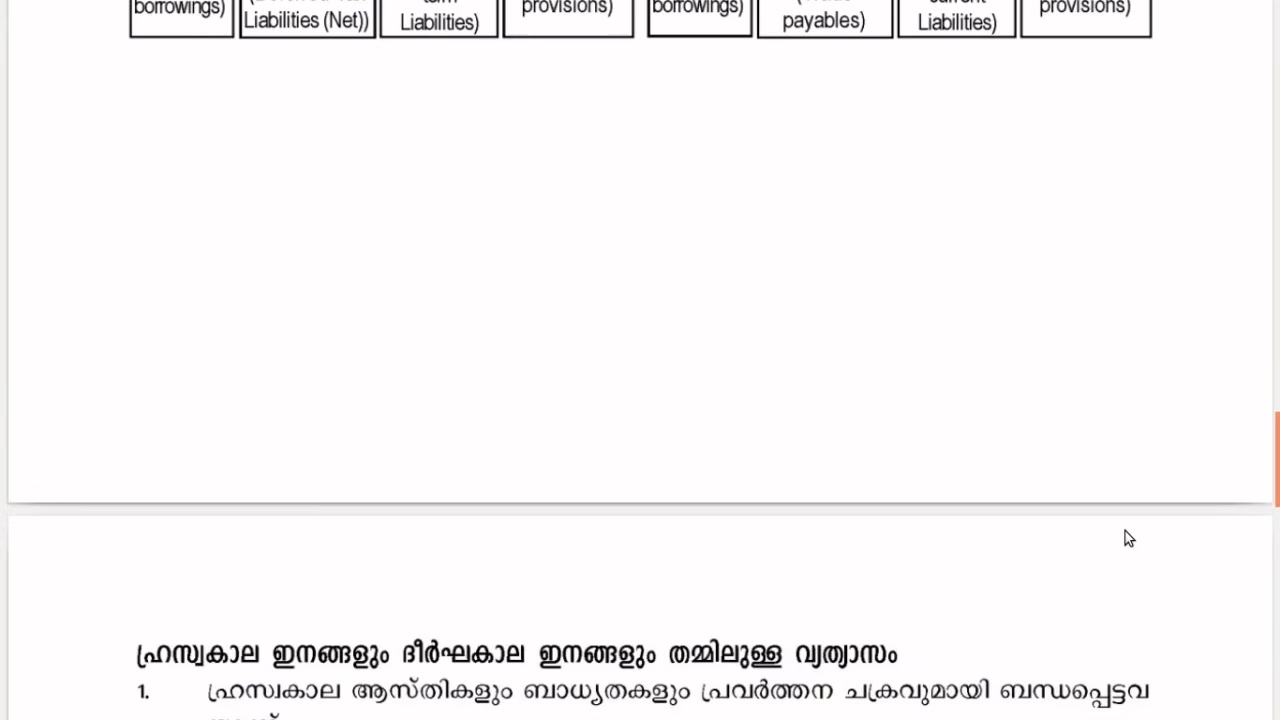 borrowings) provisions) borrowings) provisions)
Liabilities (Net)) Liabilities) payables) Liabilities)
ഹ്രസ്വകാല ഇനങ്ങളും ദീർഘകാല ഇനങ്ങളും തമ്മിലുള്ള വ്യത്യാസം
1. ഹ്രസ്വകാല ആസ്തികളും ബാധ്യതകളും പ്രവർത്തന ചക്രവുമായി ബന്ധപ്പെട്ടവ